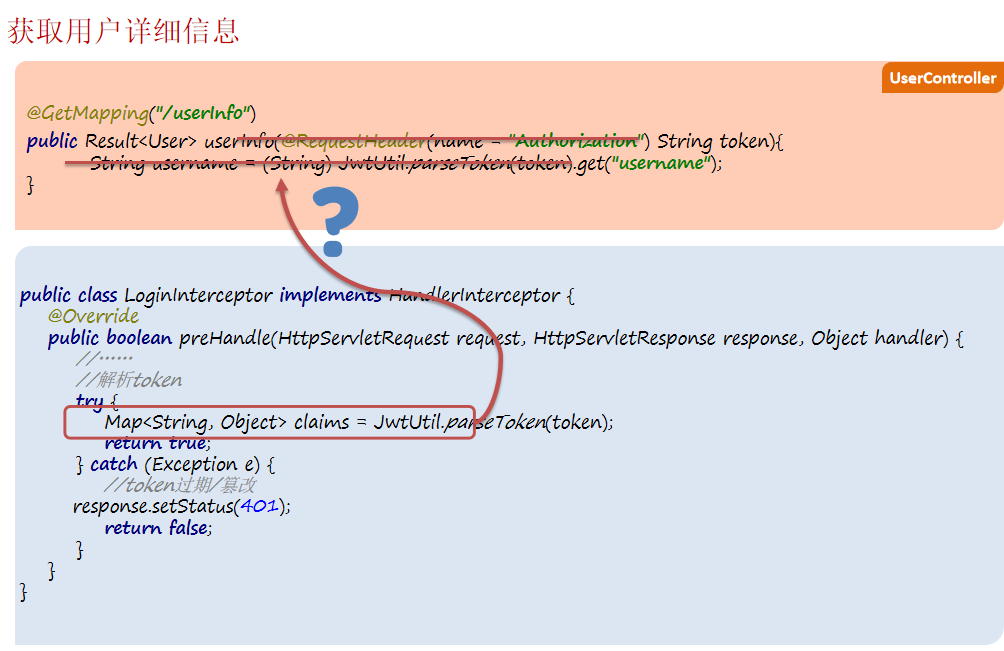 获取用户详细信息
UserController
@GetMapping("/userInfo")
public Result<User> userInfo(@RequestHeader(name = "Authorization") String token){
String username = (String) JwtUtil.parseToken(token).get("username");
}
?
public class LoginInterceptor implements HandlerInterceptor {
@Override
public boolean preHandle(HttpServletRequest request, HttpServletResponse response, Object handler) {
//······
//解析token
try {
Map<String, Object> claims = JwtUtil.parseToken(token);
return true;
} catch (Exception e) {
//token过期/篡改
response.setStatus(401);
return false;
}
}
}